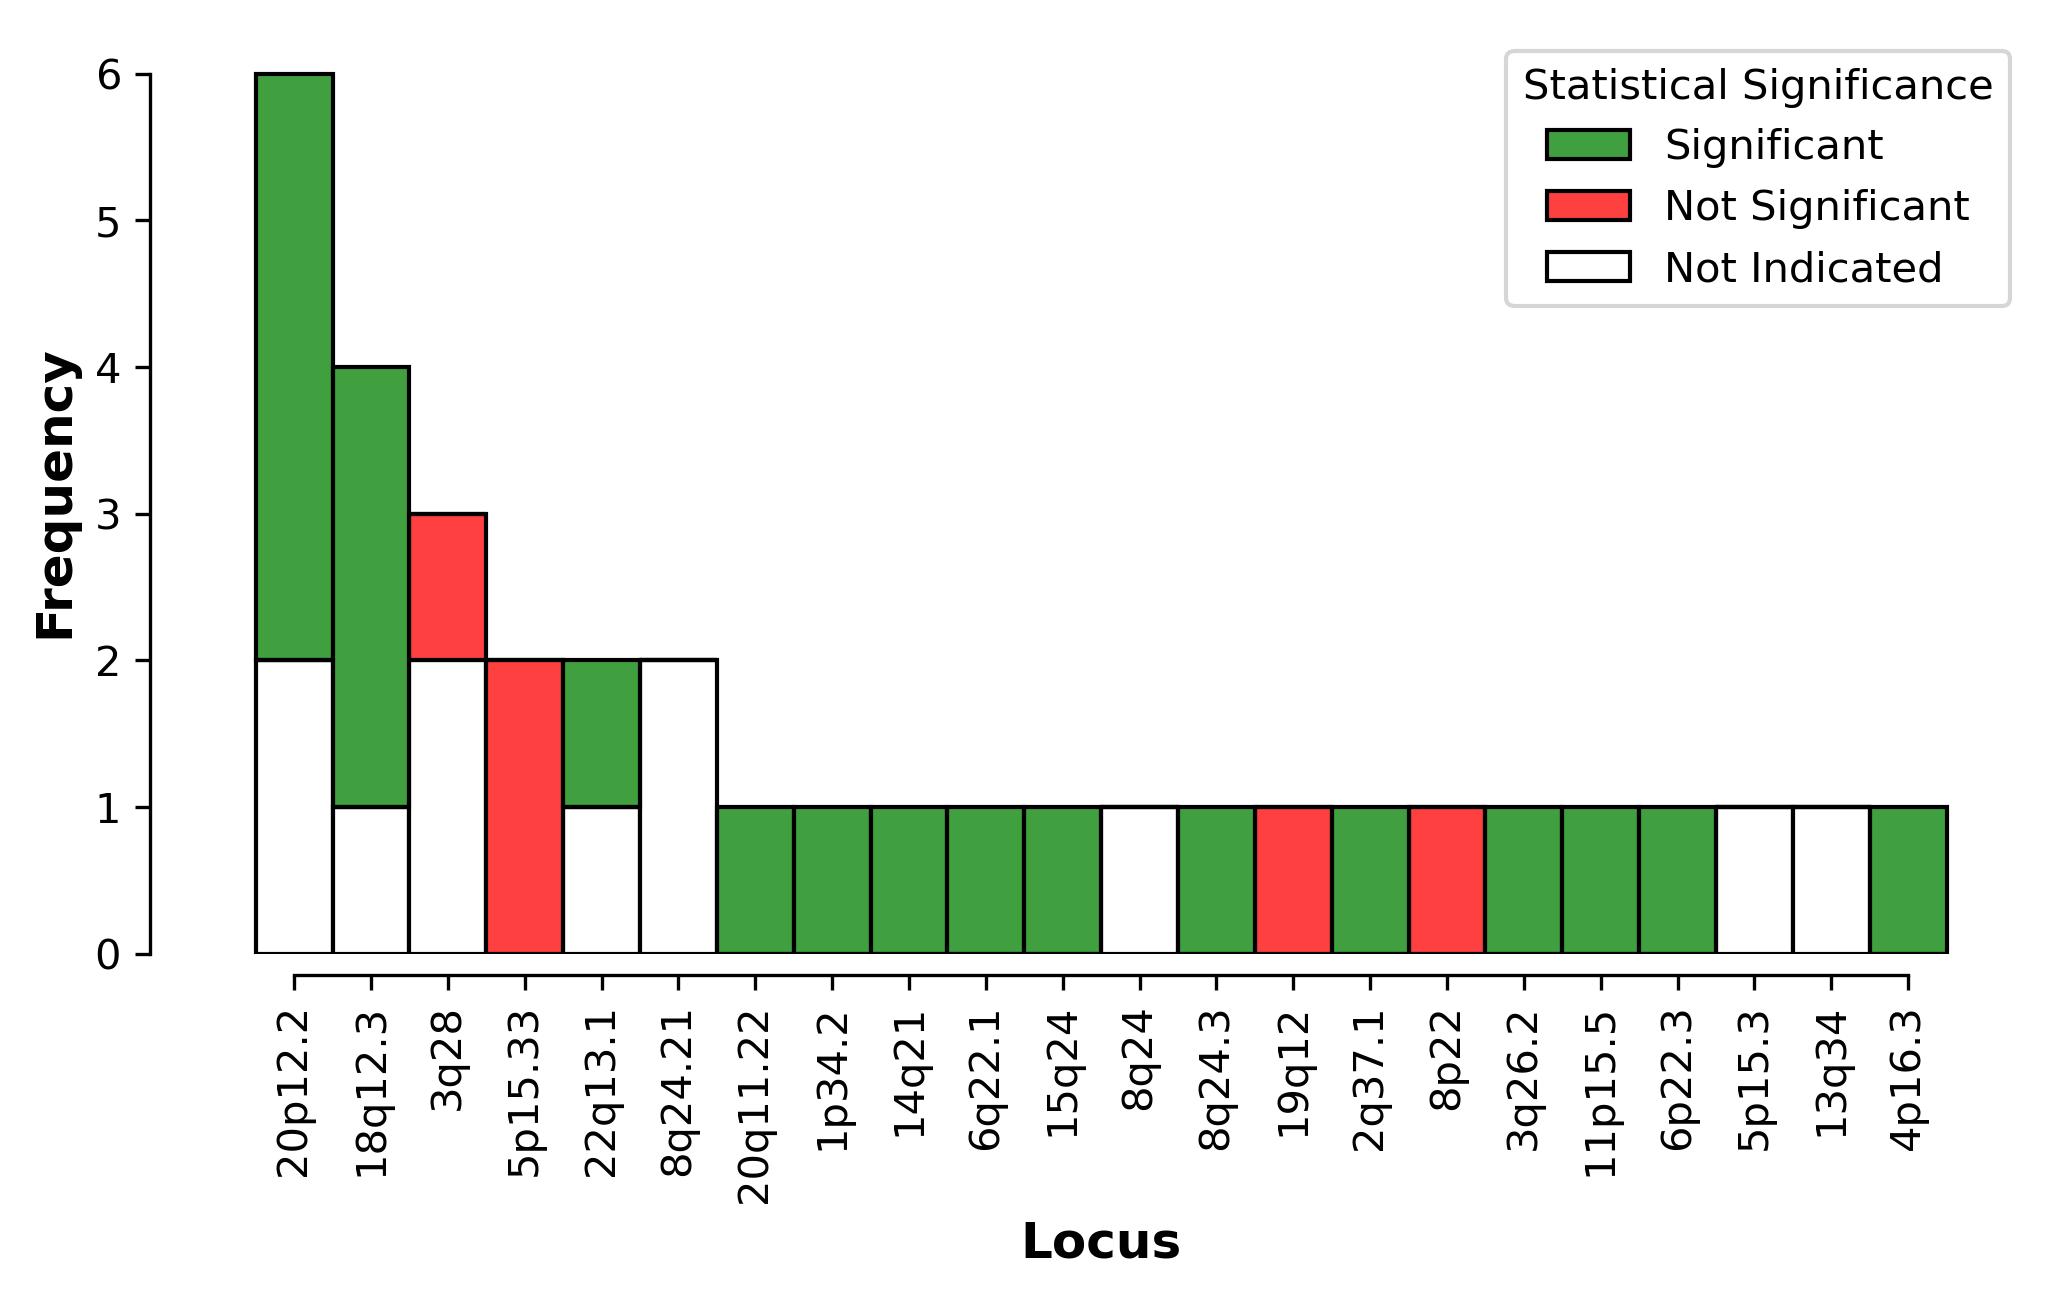 Statistical Significance
Significant
Not Significant
Not Indicated
6
5
4
3
2
1
0
Frequency
20p12.2
18q12.3
3q28
5p15.33
22q13.1
8q24.21
20q11.22
1p34.2
14q21
6q22.1
15q24
8q24
8q24.3
19q12
2q37.1
8p22
3q26.2
11p15.5
6p22.3
5p15.3
13q34
4p16.3
Locus